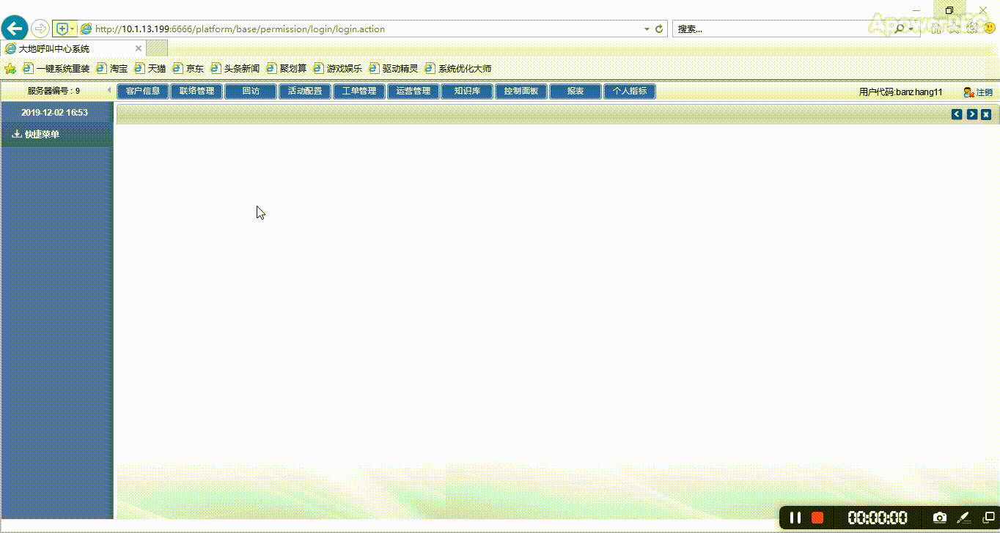 ApowerREC
http://10.1.13.199:6666/platform/base/permission/login/login.action 搜索...
大地呼叫中心系统
一键系统重装 淘宝 天猫 京东 头条新闻 聚划算 游戏娱乐 驱动精灵 系统优化大师
服务器编号 : 9 客户信息 联络管理 回访 活动配置 工单管理 运营管理 知识库 控制面板 报表 个人指标 用户代码:banzhang11 注销
2019-12-02 16:53
快捷菜单
00:00:00